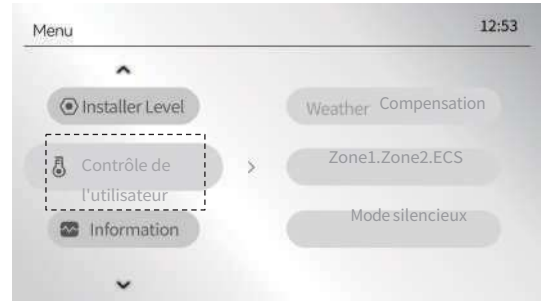 Menu
12:53
Installer Level
Weather Compensation
Contrôle de
l'utilisateur
Zone1.Zone2.ECS
Information
Mode silencieux